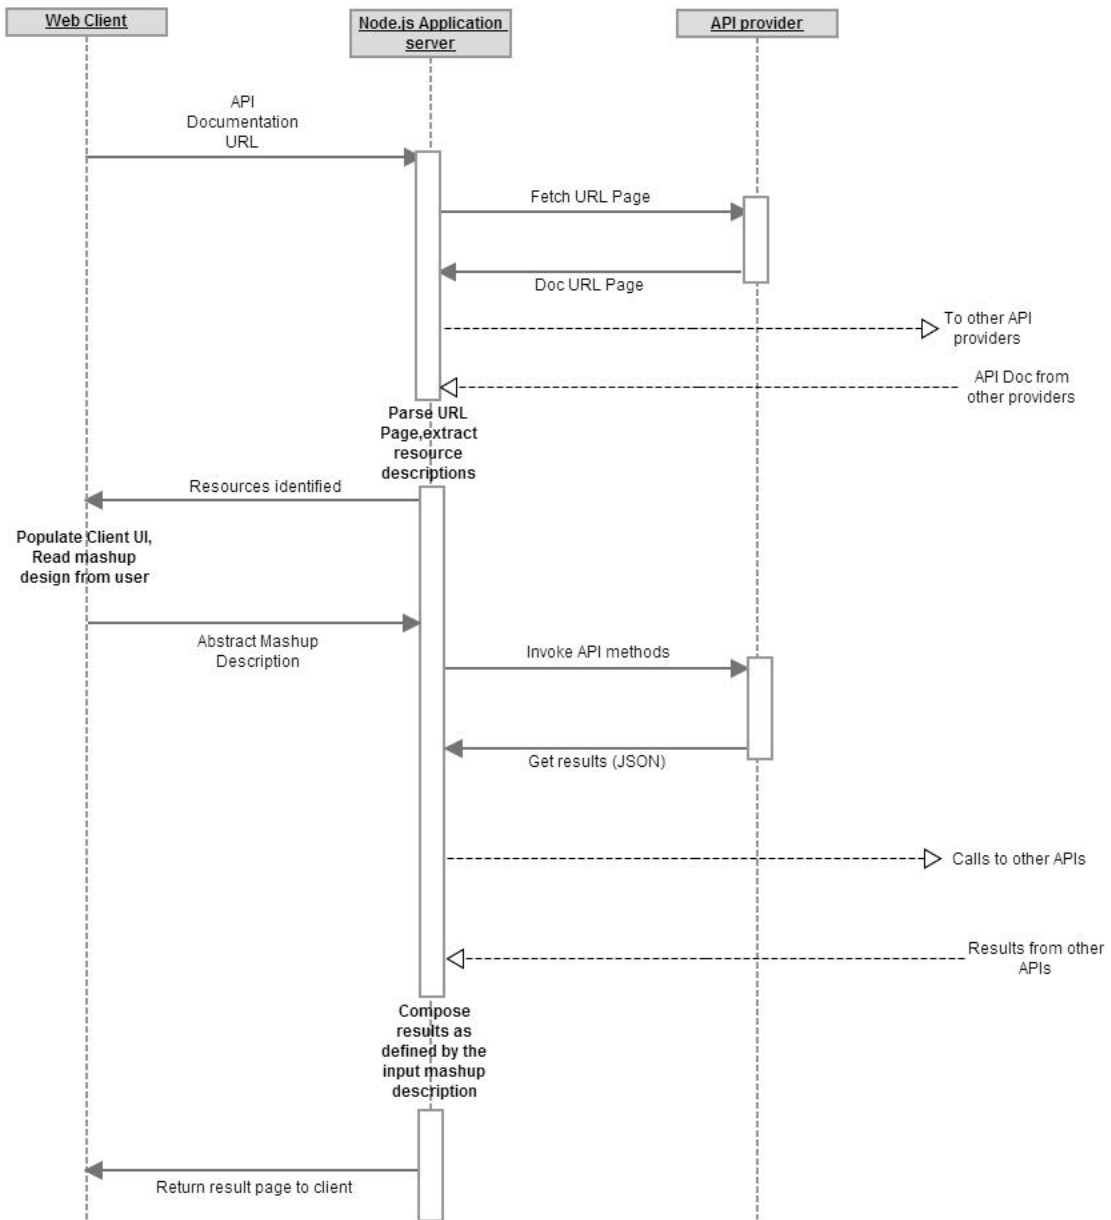 Web Client
Node.js Application
server
API provider
API
Documentation
URL
Fetch URL Page
Doc URL Page
To other API
providers
API Doc from
other providers
Parse URL
Page,extract
resource
descriptions
Resources identified
Populate Client UI,
Read mashup
design from user
Abstract Mashup
Description
Invoke API methods
Get results (JSON)
Calls to other APIs
Results from other
APIs
Compose
results as
defined by the
input mashup
description
Return result page to client